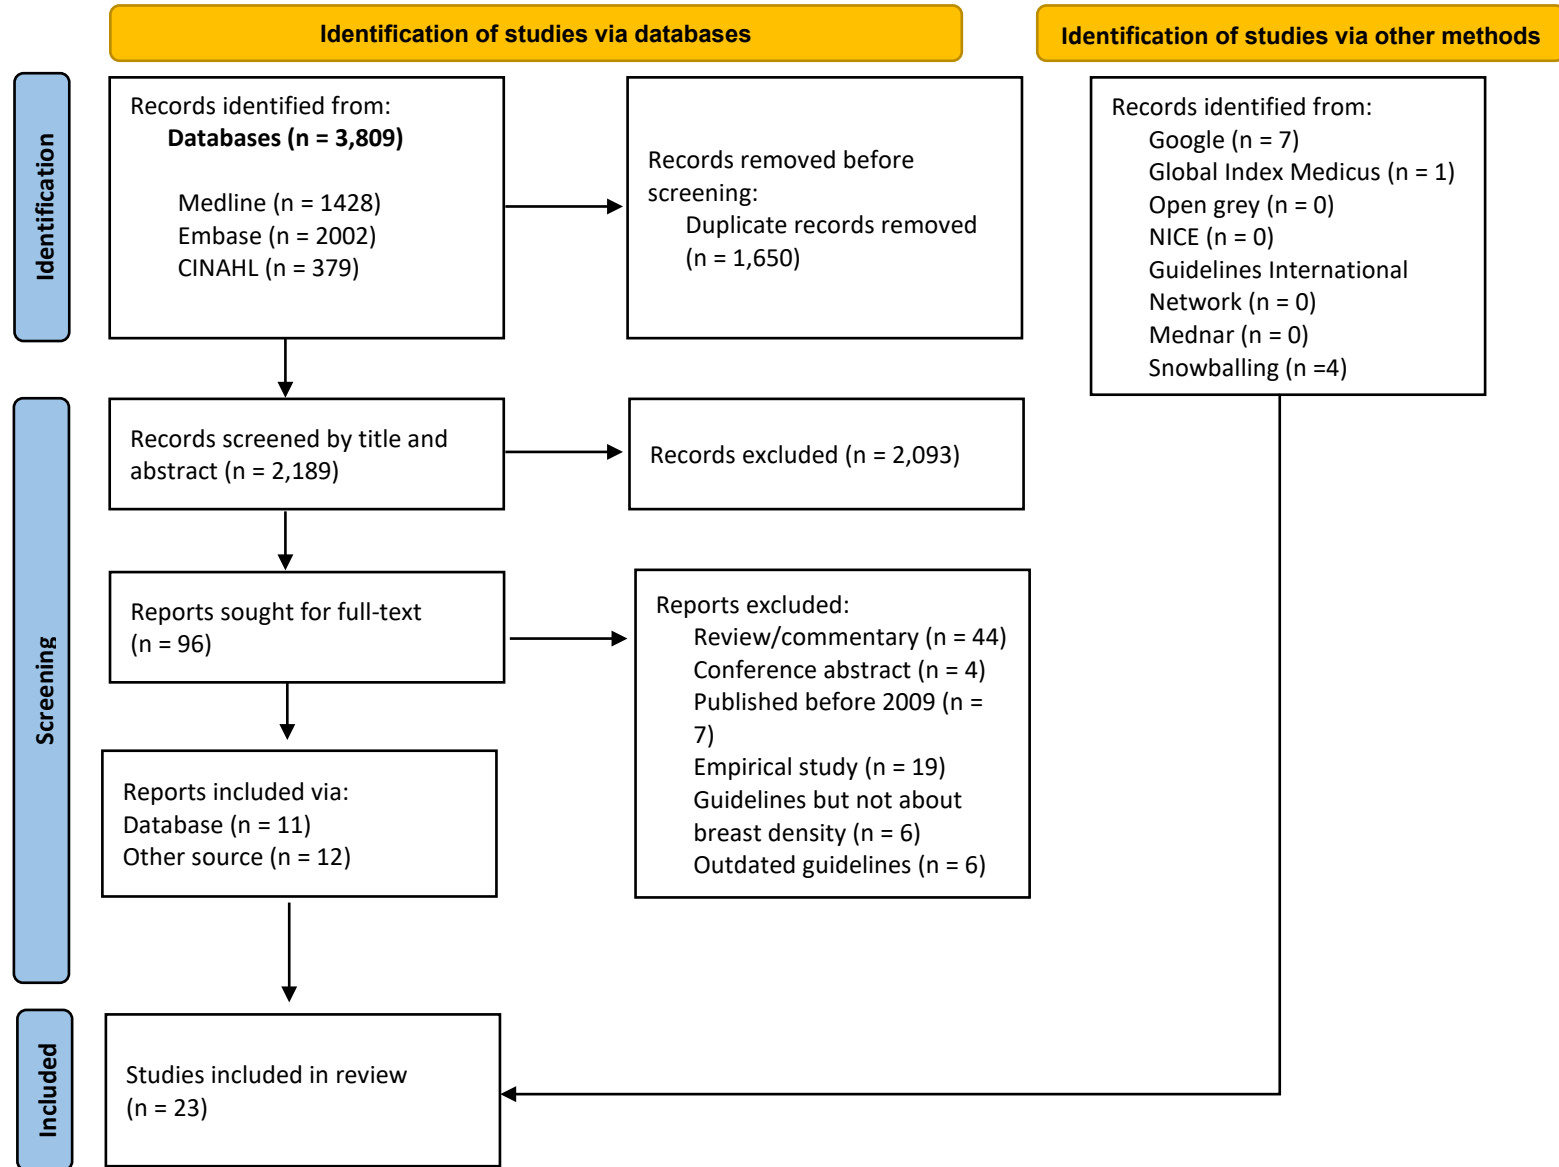 Identification of studies via databases
Identification of studies via other methods
Identification
Records identified from:
Databases (n = 3,809)
Medline (n = 1428)
Embase (n = 2002)
CINAHL (n = 379)
Records removed before
screening:
Duplicate records removed
(n = 1,650)
Records identified from:
Google (n = 7)
Global Index Medicus (n = 1)
Open grey (n = 0)
NICE (n = 0)
Guidelines International
Network (n = 0)
Mednar (n = 0)
Snowballing (n =4)
Screening
Records screened by title and
abstract (n = 2,189)
Records excluded (n = 2,093)
Reports sought for full-text
(n = 96)
Reports excluded:
Review/commentary (n = 44)
Conference abstract (n = 4)
Published before 2009 (n =
7)
Empirical study (n = 19)
Guidelines but not about
breast density (n = 6)
Outdated guidelines (n = 6)
Reports included via:
Database (n = 11)
Other source (n = 12)
Included
Studies included in review
(n = 23)